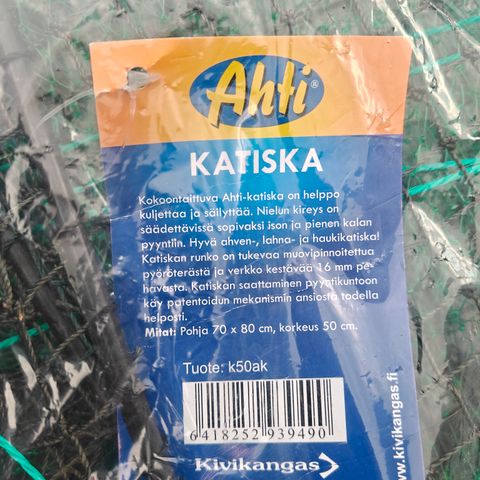 Ahti®
KATISKA
Kokoontaittuva Ahti-katiska on helppo
kuljettaa ja säilyttää. Nielun kireys on
säädettävissä sopivaksi ison ja pienen kalan
pyyntiin. Hyvä ahven-, lahna- ja haukikatiska!
Katiskan runko on tukevaa muovipinnoitettua
pyöröterästä ja verkko kestävää 16 mm pe-
havasta. Katiskan saattaminen pyyntikuntoon
käy patentoidun mekanismin ansiosta todella
helposti.
Mitat: Pohja 70 x 80 cm, korkeus 50 cm.
Tuote: k50ak
6418252 939490
Kivikangas
www.kivikangas.fi